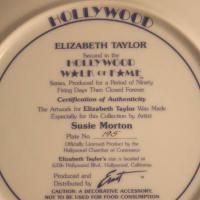 HOLLYWOOD
ELIZABETH TAYLOR
Second in the
HOLLYWOOD
WALK OF FAME
Series, Produced for a Period of Ninety
Firing Days Then Closed Forever
Certification of Authenticity
The Artwork for Elizabeth Taylor Was Made
Especially for this Collection by Artist
Susie Morton
Plate No. 195
Officially Licensed Product by the
Hollywood Chamber of Commerce
Elizabeth Taylor's star is located at
Hollywood Blvd., Hollywood, California
Produced and
Distributed by Ernst
CAUTION: A DECORATIVE ACCESSORY.
NOT TO BE USED FOR FOOD CONSUMPTION